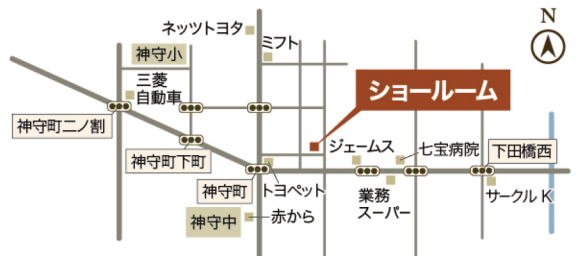 N
ネッツトヨタ
神守小
ミフト
三菱
自動車
ショールーム
神守町二ノ割
神守町下町
ジェームス
七宝病院
下田橋西
神守町
トヨペット
業務
スーパー
サークルK
神守中
赤から